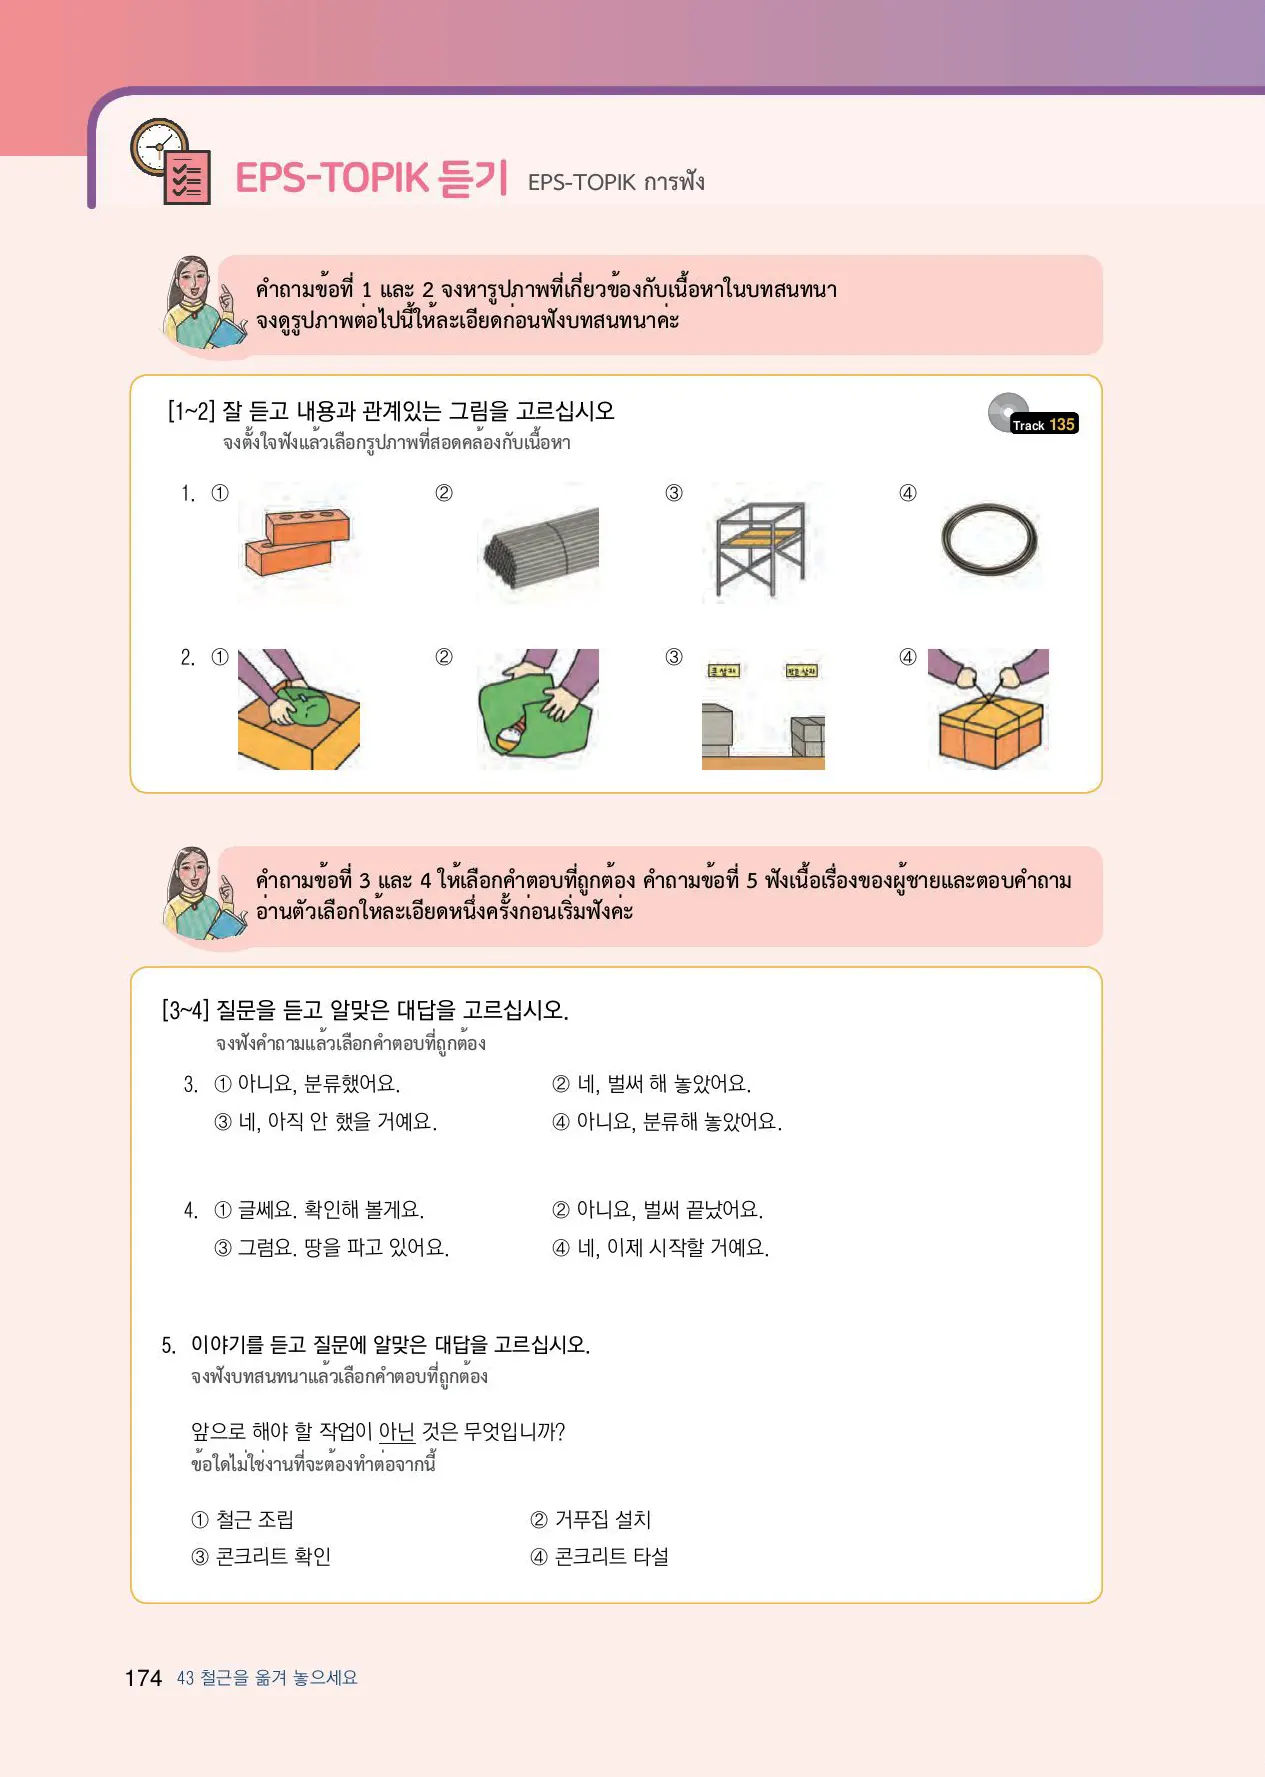 EPS-TOPIK 듣기 EPS-TOPIK การฟัง
คำถามข้อที่ 1 และ 2 จงหารูปภาพที่เกี่ยวข้องกับเนื้อหาในบทสนทนา
จงดูรูปภาพต่อไปนี้ให้ละเอียดก่อนฟังบทสนทนาค่ะ
[1~2] 잘 듣고 내용과 관계있는 그림을 고르십시오
Track 135
จงตั้งใจฟังแล้วเลือกรูปภาพที่สอดคล้องกับเนื้อหา
1. ① ② ③ ④
2. ① ② ③ ④
큰 상자 작은 상자
คำถามข้อที่ 3 และ 4 ให้เลือกคำตอบที่ถูกต้อง คำถามข้อที่ 5 ฟังเนื้อเรื่องของผู้ชายและตอบคำถาม
อ่านตัวเลือกให้ละเอียดหนึ่งครั้งก่อนเริ่มฟังค่ะ
[3~4] 질문을 듣고 알맞은 대답을 고르십시오.
จงฟังคำถามแล้วเลือกคำตอบที่ถูกต้อง
3. ① 아니요, 분류했어요. ② 네, 벌써 해 놓았어요.
③ 네, 아직 안 했을 거예요. ④ 아니요, 분류해 놓았어요.
4. ① 글쎄요. 확인해 볼게요. ② 아니요, 벌써 끝났어요.
③ 그럼요. 땅을 파고 있어요. ④ 네, 이제 시작할 거예요.
5. 이야기를 듣고 질문에 알맞은 대답을 고르십시오.
จงฟังบทสนทนาแล้วเลือกคำตอบที่ถูกต้อง
앞으로 해야 할 작업이 아닌 것은 무엇입니까?
ข้อใดไม่ใช่งานที่จะต้องทำต่อจากนี้
① 철근 조립 ② 거푸집 설치
③ 콘크리트 확인 ④ 콘크리트 타설
174 43 철근을 옮겨 놓으세요